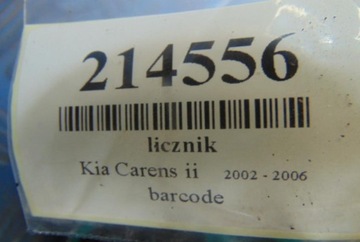 214556
licznik
Kia Carens ii 2002 - 2006
barcode